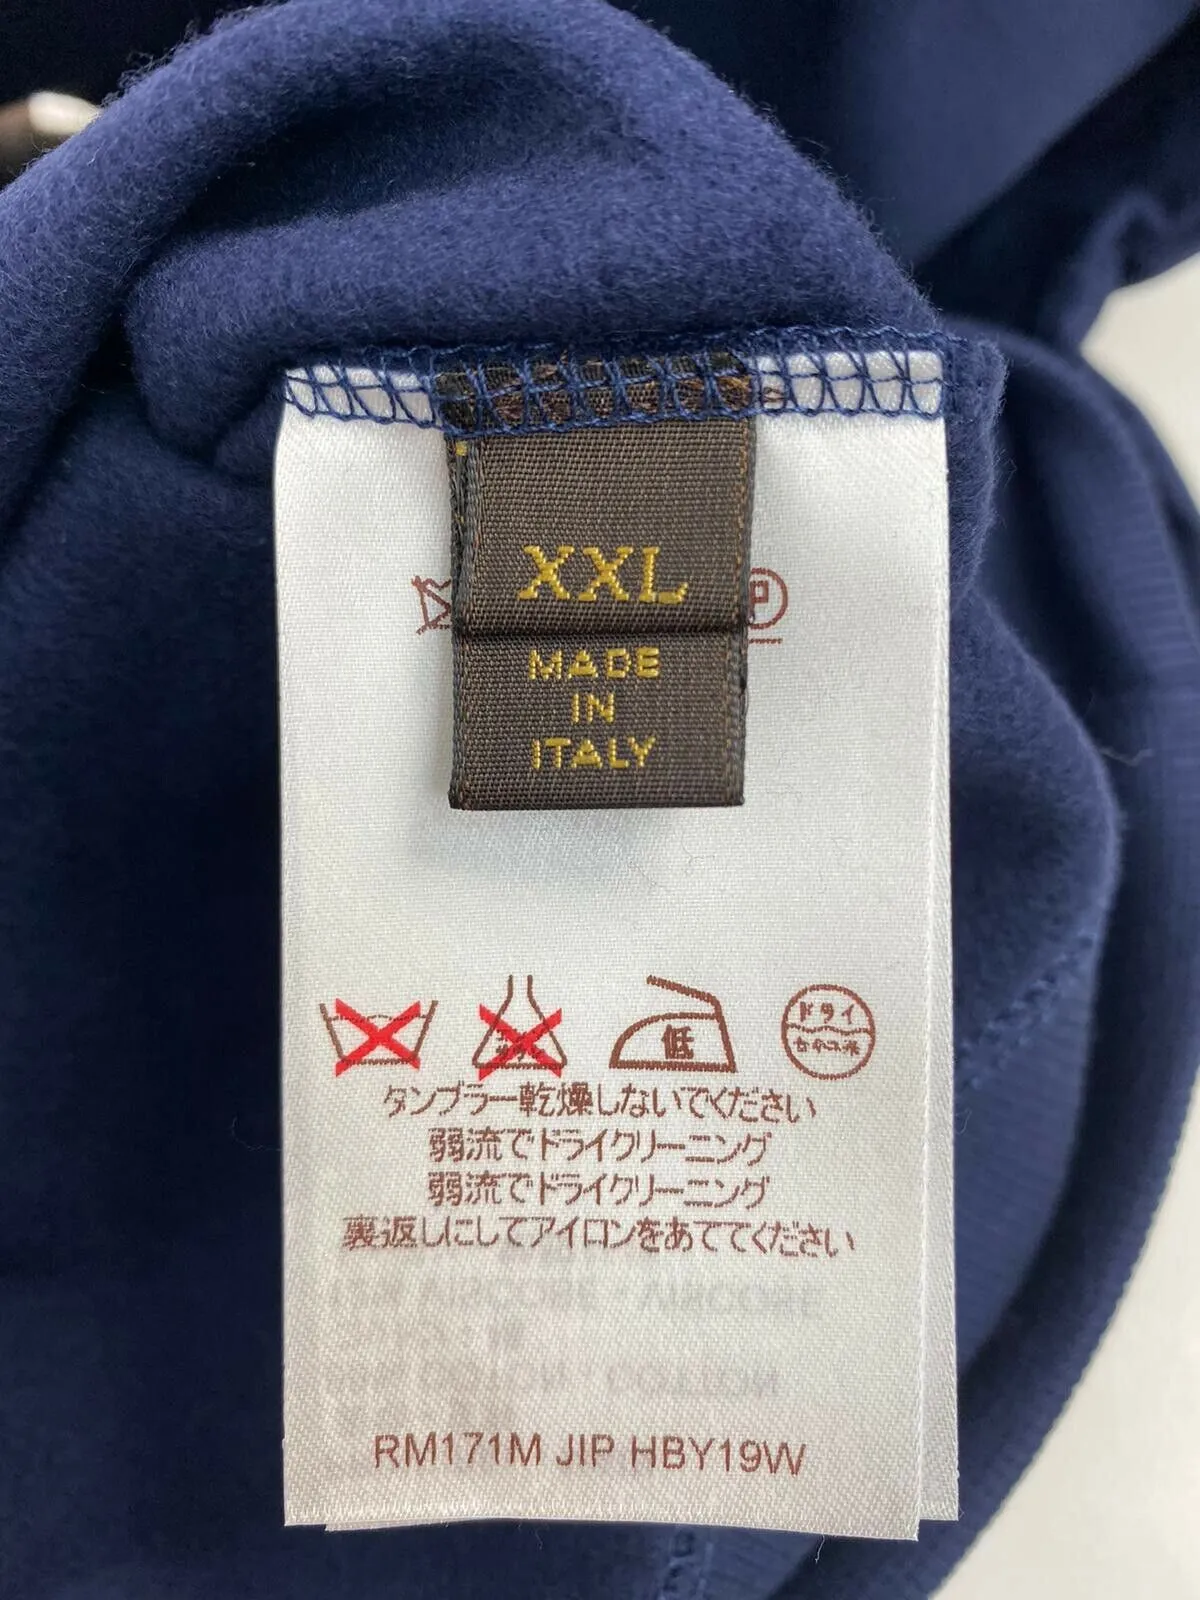 XXL
MADE
IN
ITALY
P
低
ドライ
タンブラー乾燥しないでください
弱流でドライクリーニング
弱流でドライクリーニング
裏返しにしてアイロンをあててください
RM171M JIP HBY19W